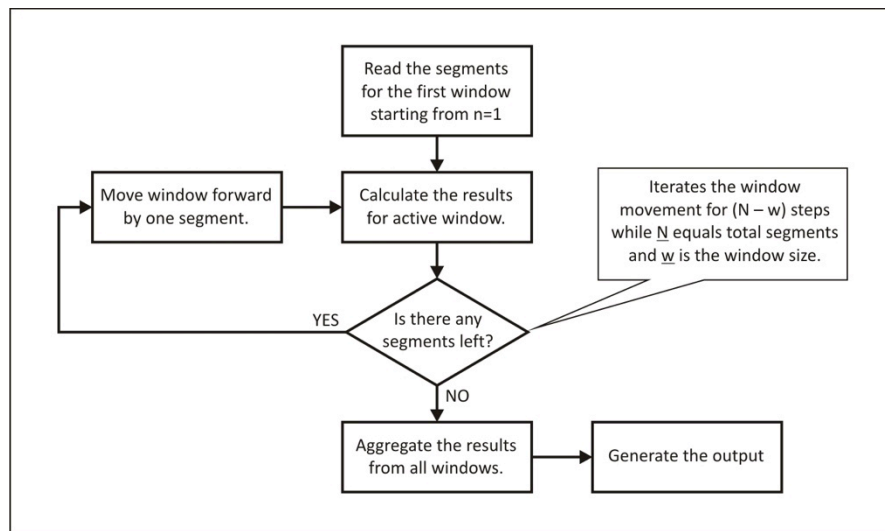 Read the segments
for the first window
starting from n=1
Move window forward
by one segment.
Calculate the results
for active window.
Iterates the window
movement for (N – w) steps
while N equals total segments
and w is the window size.
YES
Is there any
segments left?
NO
Aggregate the results
from all windows.
Generate the output